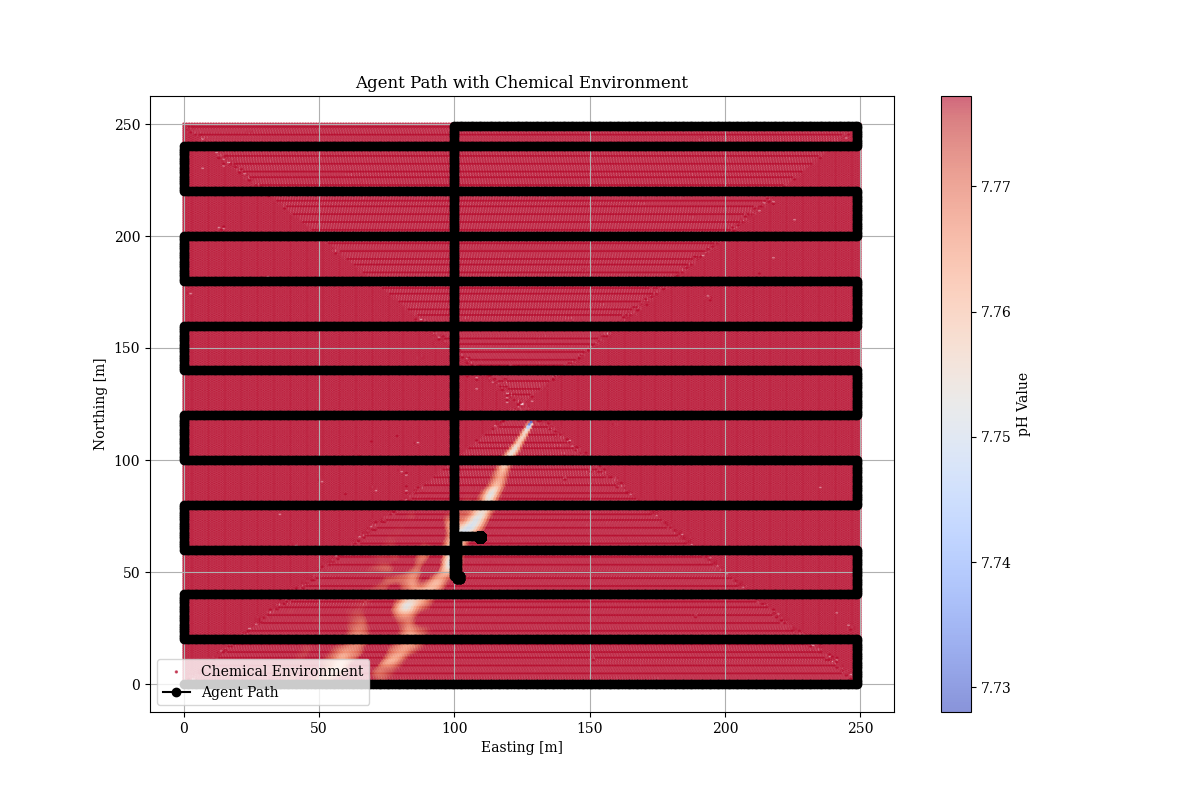 Agent Path with Chemical Environment
Northing [m]
250
200
150
100
50
0
Chemical Environment
Agent Path
0 50 100 150 200 250
Easting [m]
7.77
7.76
7.75
7.74
7.73
pH Value